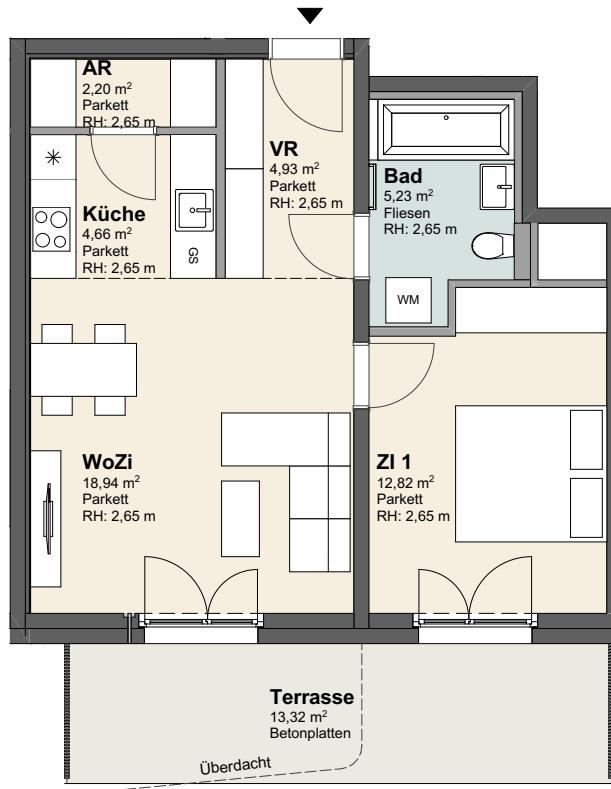 AR
2,20 m²
Parkett
RH: 2,65 m
VR
4,93 m²
Parkett
RH: 2,65 m
Bad
5,23 m²
Fliesen
RH: 2,65 m
Küche
4,66 m²
Parkett
RH: 2,65 m
GS
WM
WoZi
18,94 m²
Parkett
RH: 2,65 m
ZI 1
12,82 m²
Parkett
RH: 2,65 m
Terrasse
13,32 m²
Betonplatten
Überdacht